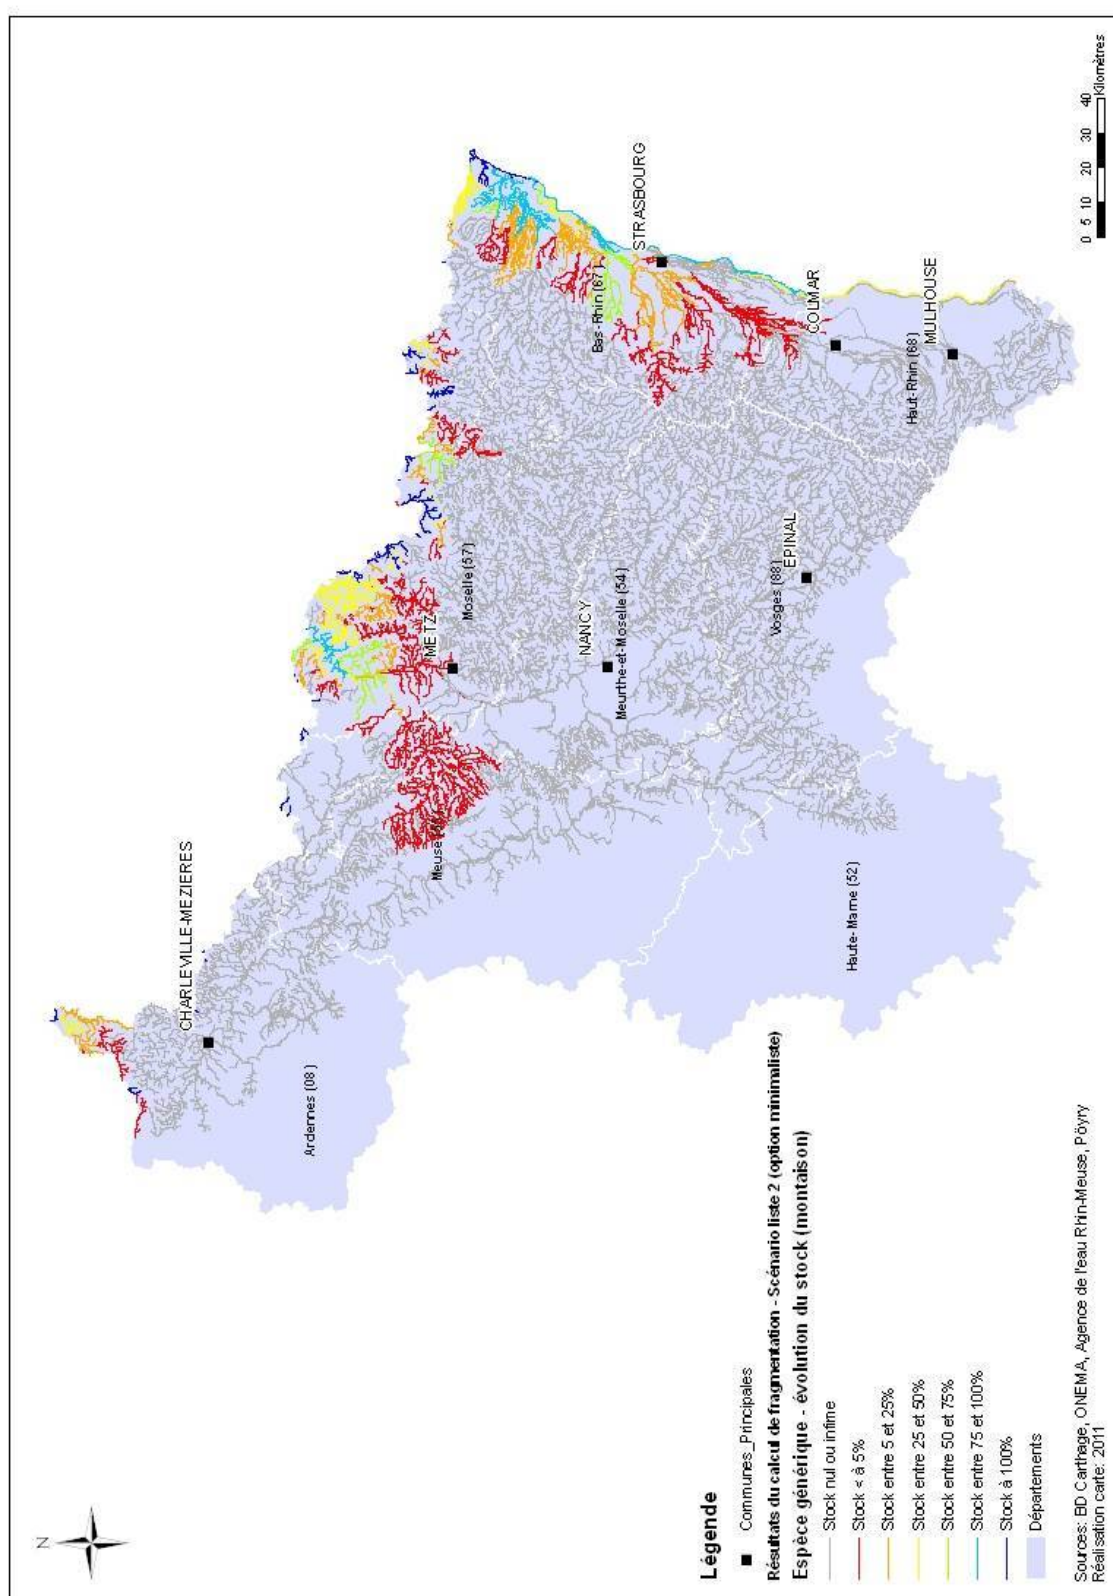 N
CHARLEVILLE-MEZIERES
Ardennes (08)
Meuse
METZ
Moselle (57)
STRASBOURG
Bas-Rhin (67)
NANCY
Meurthe-et-Moselle (54)
COLMAR
EPINAL
Vosges (88)
Haut-Rhin (68)
MULHOUSE
Haute-Marne (52)
Légende
Communes_Principales
Résultats du calcul de fragmentation - Scénario liste 2 (option minimaliste)
Espèce générique - évolution du stock (montaison)
Stock nul ou infime
Stock < à 5%
Stock entre 5 et 25%
Stock entre 25 et 50%
Stock entre 50 et 75%
Stock entre 75 et 100%
Stock à 100%
Départements
Sources: BD Carthage, ONEMA, Agence de l'eau Rhin-Meuse, Pöyry
Réalisation carte: 2011
0 5 10 20 30 40
Kilomètres